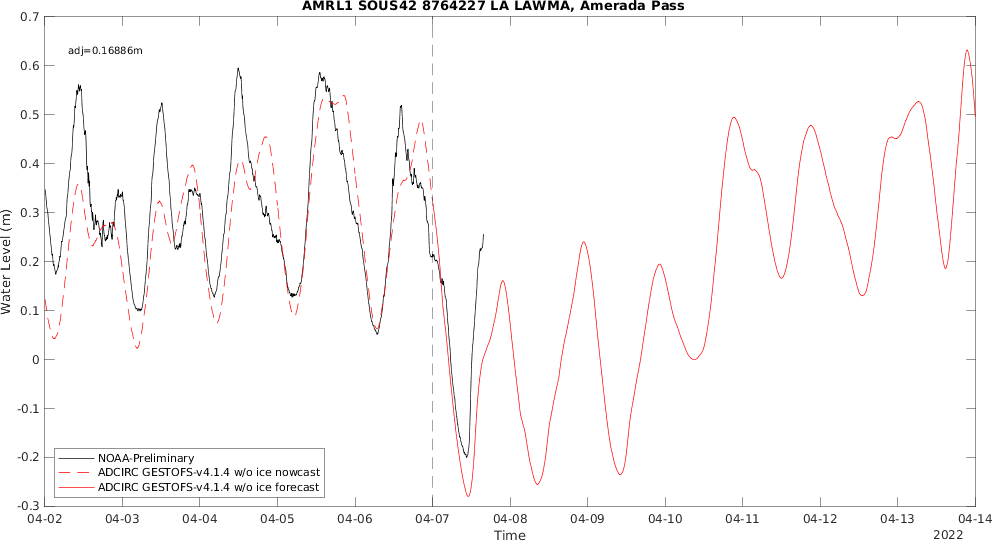 AMRL1 SOUS42 8764227 LA LAWMA, Amerada Pass
0.7
0.6
0.5
0.4
0.3
0.2
0.1
0
-0.1
-0.2
-0.3
Water Level (m)
adj=0.16886m
NOAA-Preliminary
ADCIRC GESTOFS-v4.1.4 w/o ice nowcast
ADCIRC GESTOFS-v4.1.4 w/o ice forecast
04-02 04-03 04-04 04-05 04-06 04-07 04-08 04-09 04-10 04-11 04-12 04-13 04-14
Time
2022